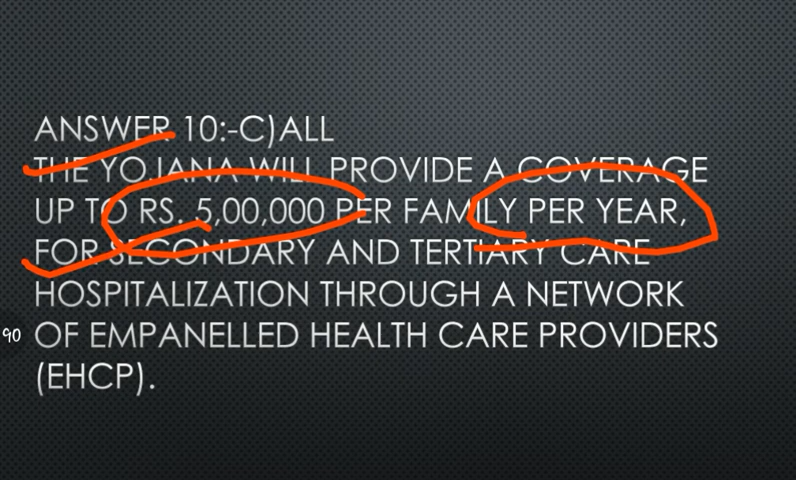 ANSWER 10:-C)ALL
THE YOJANA WILL PROVIDE A COVERAGE
UP TO RS. 5,00,000 PER FAMILY PER YEAR,
FOR SECONDARY AND TERTIARY CARE
HOSPITALIZATION THROUGH A NETWORK
90 OF EMPANELLED HEALTH CARE PROVIDERS
(EHCP).